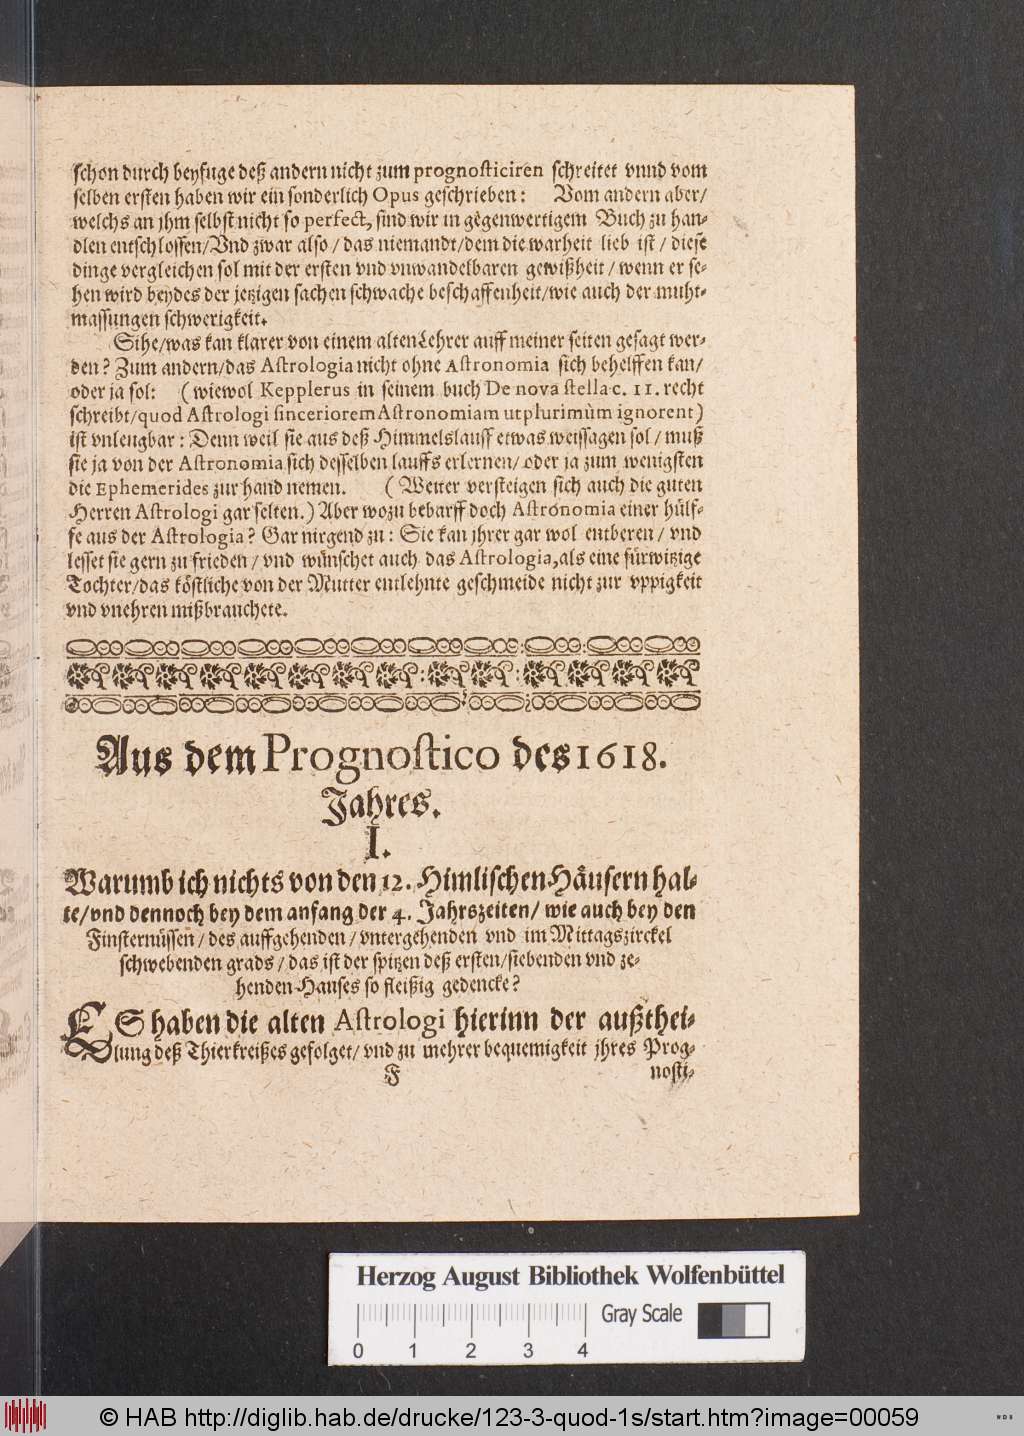 schon durch beyfuge deß andern nicht zum prognosticiren schreitet vnnd vom
selben ersten haben wir ein sonderlich Opus geschrieben: Vom andern aber/
welchs an jhm selbst nicht so perfect, sind wir in gegenwertigem Buch zu han-
dlen entschlossen/Vnd zwar also / das niemandt/dem die warheit lieb ist / diese
dinge vergleichen sol mit der ersten vnd vnwandelbaren gewißheit / wenn er se-
hen wird beydes der jetzigen sachen schwache beschaffenheit/wie auch der muht-
massungen schwerigkeit.
Sihe/was kan klarer von einem alten Lehrer auff meiner seiten gesagt wer-
den? Zum andern/das Astrologia nicht ohne Astronomia sich behelffen kan/
oder ja sol: (wiewol Kepplerus in seinem buch De nova stella c. 11. recht
schreibt/quod Astrologi sinceriorem Astronomiam ut plurimùm ignorent)
ist vnleugbar: Denn weil sie aus deß Himmelslauff etwas weissagen sol / muß
sie ja von der Astronomia sich desselben lauffs erlernen/ oder ja zum wenigsten
die Ephemerides zur hand nemen. (Weiter versteigen sich auch die guten
Herren Astrologi gar selten.) Aber wozu bebarff doch Astronomia einer hülf-
fe aus der Astrologia? Gar nirgend zu: Sie kan jhrer gar wol entberen / vnd
lesset sie gern zu frieden / vnd wünschet auch das Astrologia, als eine fürwitzige
Tochter/das köstliche von der Mutter entlehnte geschmeide nicht zur vppigkeit
vnd vnehren mißbrauchete.
Aus dem Prognostico des 1618.
Jahres.
I.
Warumb ich nichts von den 12. Himlischen Häusern hal-
te/vnd dennoch bey dem anfang der 4. Jahrszeiten/ wie auch bey den
Finsternüssen / des auffgehenden / vntergehenden vnd im Mittagszirckel
schwebenden grads / das ist der spitzen deß ersten/siebenden vnd ze-
henden Hauses so fleißig gedencke?
ES haben die alten Astrologi hierinn der außthei-
lung deß Thierkreißes gefolget/ vnd zu mehrer bequemigkeit jhres Prog-
F nosti-
Herzog August Bibliothek Wolfenbüttel
Gray Scale
0 1 2 3 4
© HAB http://diglib.hab.de/drucke/123-3-quod-1s/start.htm?image=00059
WDB